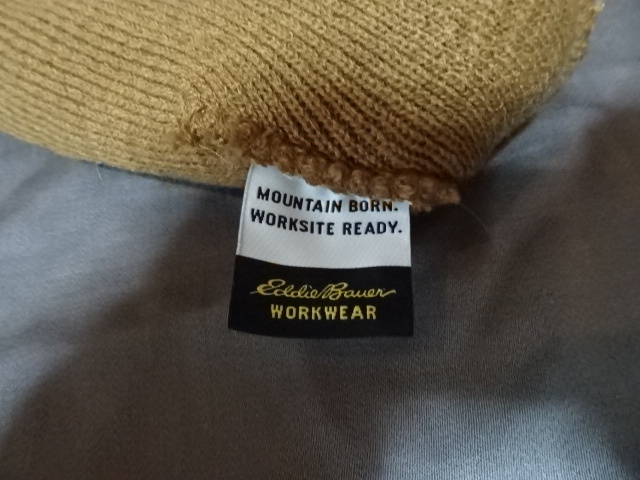 MOUNTAIN BORN.
WORKSITE READY.
Eddie Bauer
WORKWEAR